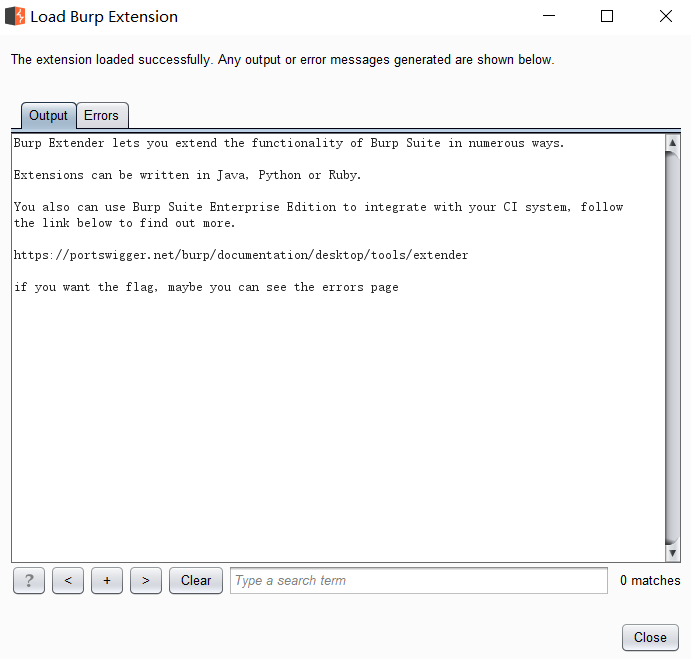 Load Burp Extension
The extension loaded successfully. Any output or error messages generated are shown below.
Output Errors
Burp Extender lets you extend the functionality of Burp Suite in numerous ways.
Extensions can be written in Java, Python or Ruby.
You also can use Burp Suite Enterprise Edition to integrate with your CI system, follow
the link below to find out more.
https://portswigger.net/burp/documentation/desktop/tools/extender
if you want the flag, maybe you can see the errors page
? < + > Clear Type a search term 0 matches
Close